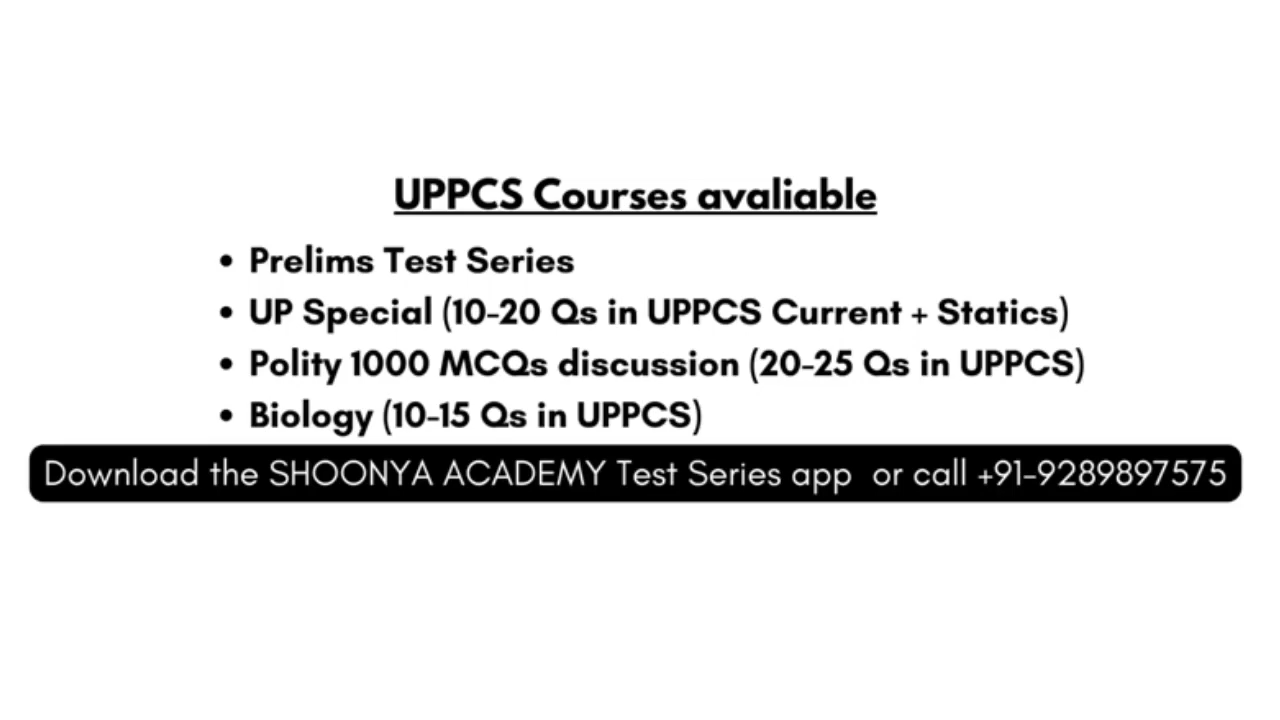 UPPCS Courses avaliable
• Prelims Test Series
• UP Special (10-20 Qs in UPPCS Current + Statics)
• Polity 1000 MCQs discussion (20-25 Qs in UPPCS)
• Biology (10-15 Qs in UPPCS)
Download the SHOONYA ACADEMY Test Series app or call +91-9289897575